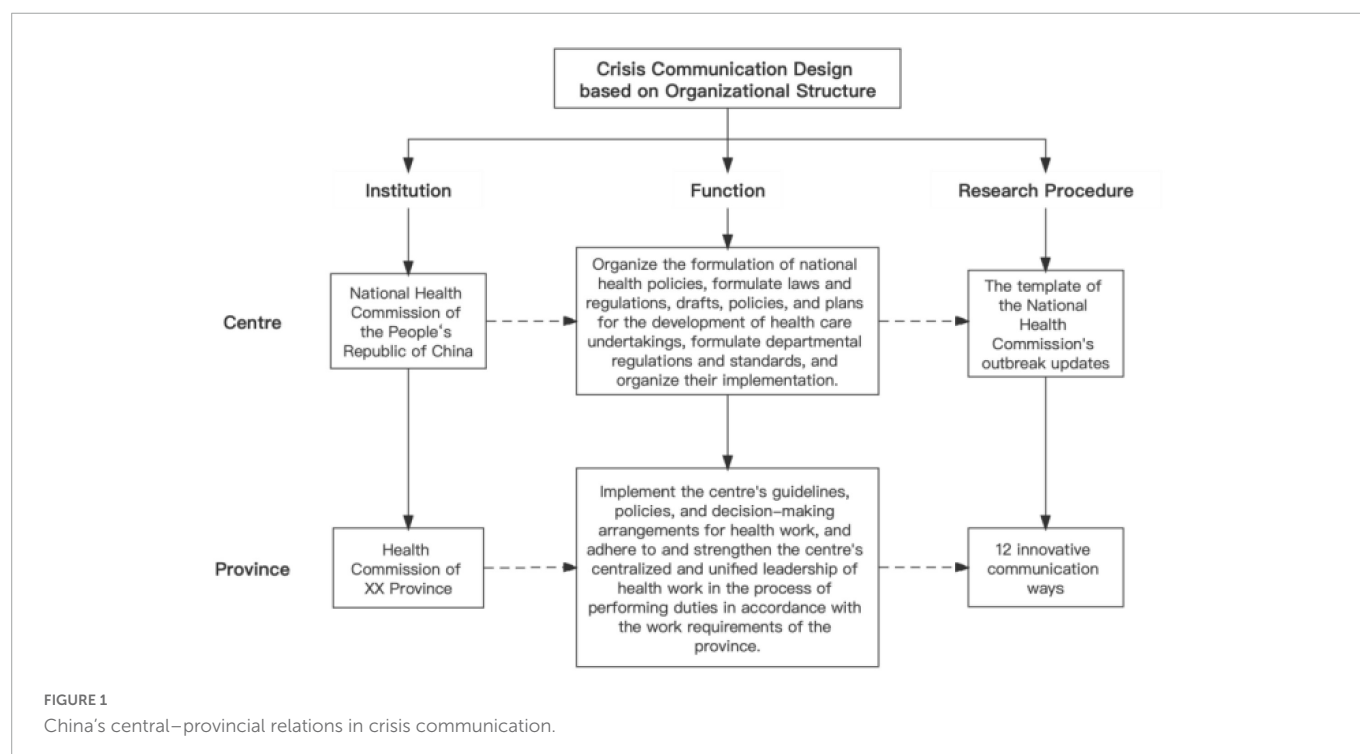 Crisis Communication Design
based on Organizational Structure
Institution
Function
Research Procedure
Centre
National Health
Commission of
the People's
Republic of China
Organize the formulation of national
health policies, formulate laws and
regulations, drafts, policies, and plans
for the development of health care
undertakings, formulate departmental
regulations and standards, and
organize their implementation.
The template of
the National
Health
Commission's
outbreak updates
Province
Health
Commission of
XX Province
Implement the centre's guidelines,
policies, and decision–making
arrangements for health work, and
adhere to and strengthen the centre's
centralized and unified leadership of
health work in the process of
performing duties in accordance with
the work requirements of the
province.
12 innovative
communication
ways
FIGURE 1
China's central–provincial relations in crisis communication.